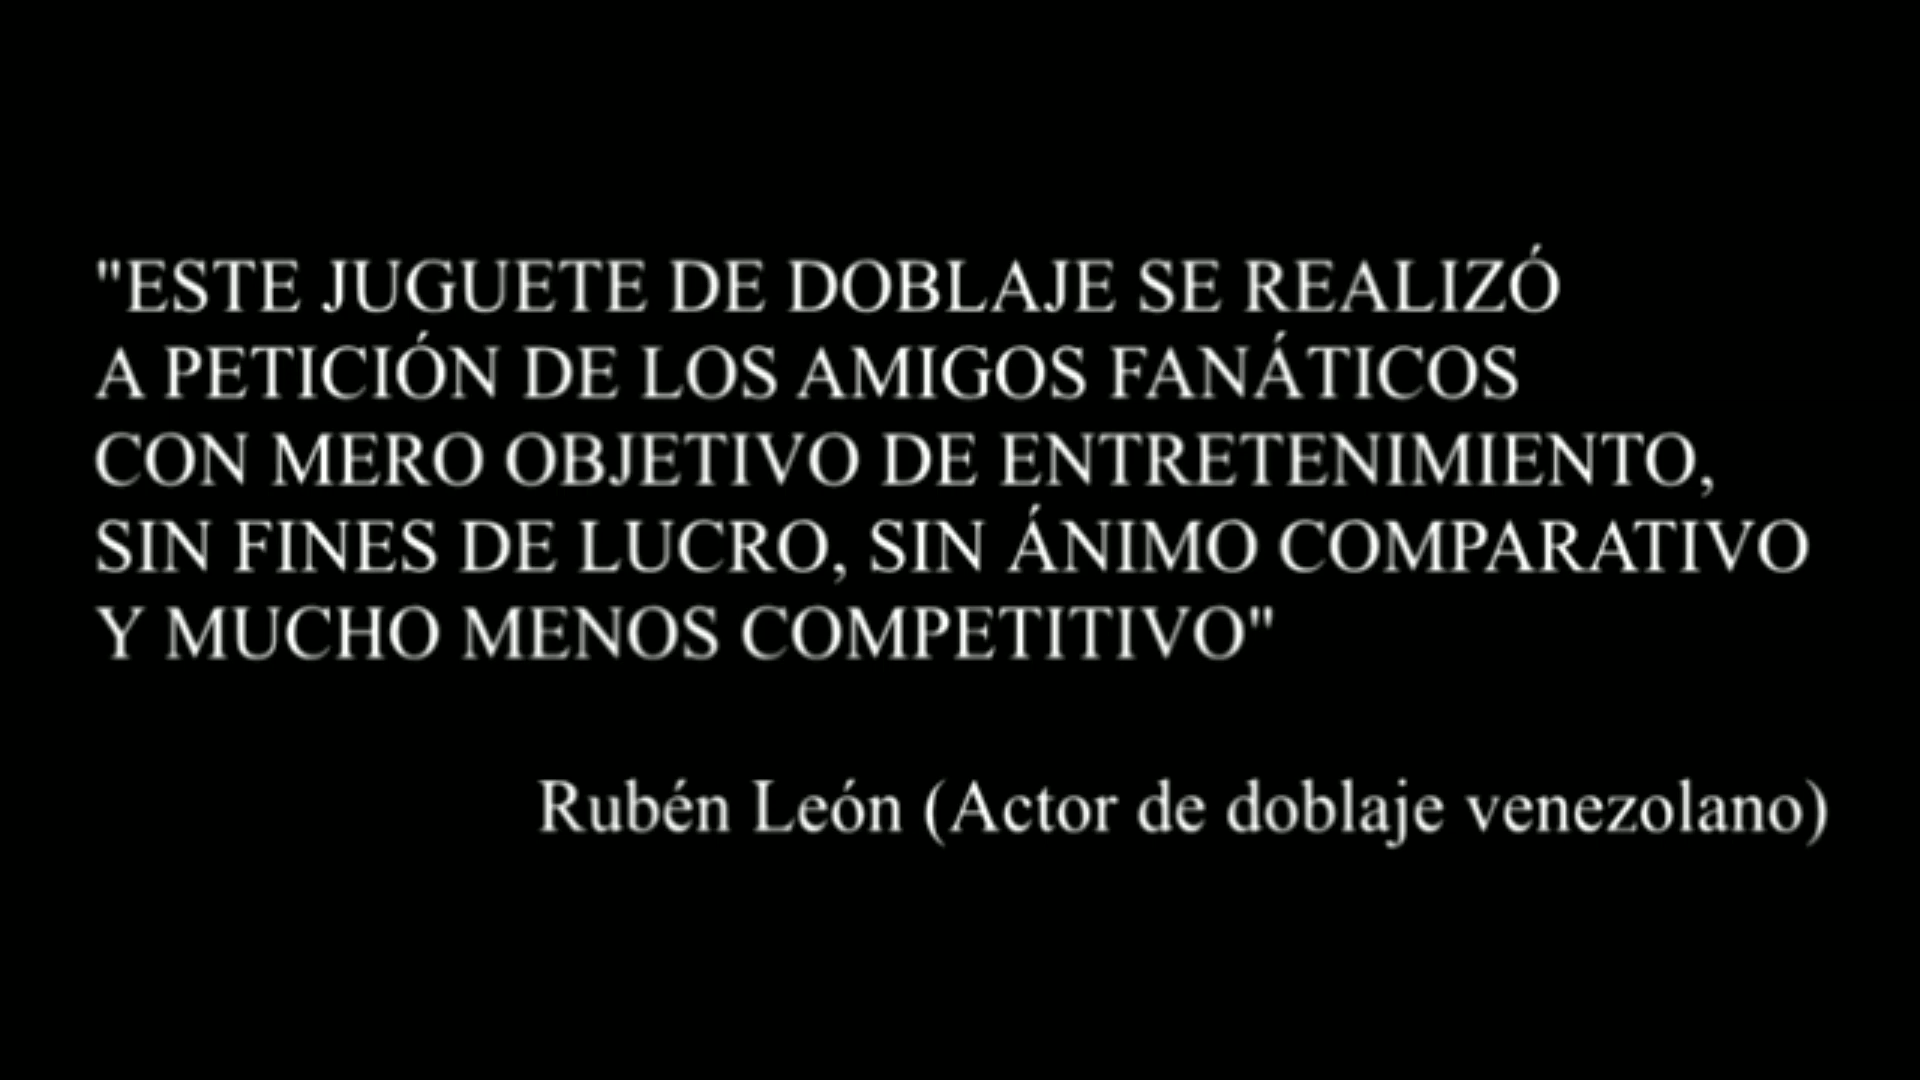 "ESTE JUGUETE DE DOBLAJE SE REALIZÓ
A PETICIÓN DE LOS AMIGOS FANÁTICOS
CON MERO OBJETIVO DE ENTRETENIMIENTO,
SIN FINES DE LUCRO, SIN ÁNIMO COMPARATIVO
Y MUCHO MENOS COMPETITIVO"
Rubén León (Actor de doblaje venezolano)